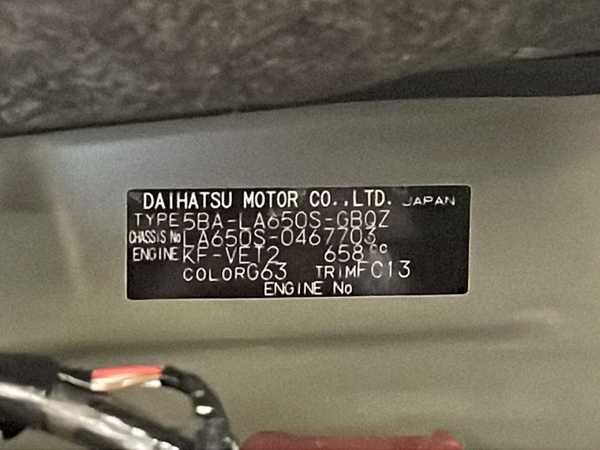 DAIHATSU MOTOR CO.,LTD. JAPAN
TYPE 5BA-LA650S-GBQZ
CHASSIS No LA650S-0467703
ENGINE KF-VET2 658cc
COLOR G63 TRIM FC13
ENGINE No